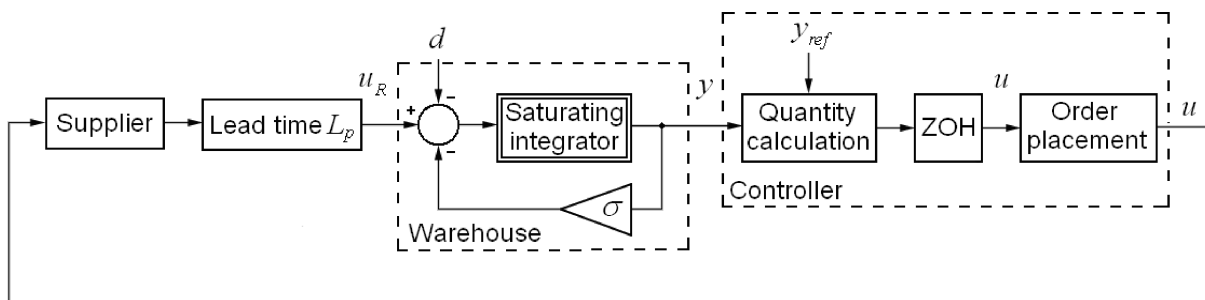 Supplier
Lead time L_p
u_R
d
+
−
−
Saturating
integrator
σ
Warehouse
y
y_ref
Quantity
calculation
ZOH
u
Order
placement
Controller
u